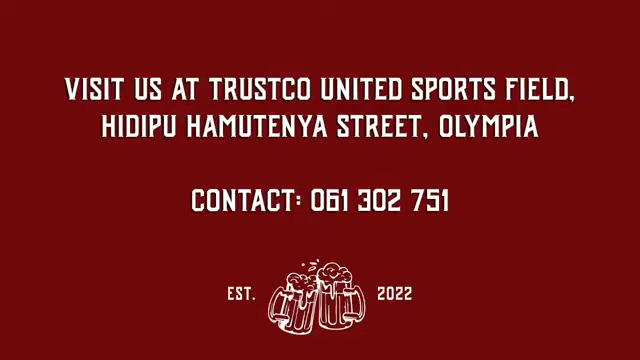 VISIT US AT TRUSTCO UNITED SPORTS FIELD,
HIDIPU HAMUTENYA STREET, OLYMPIA
CONTACT: 061 302 751
EST. 2022